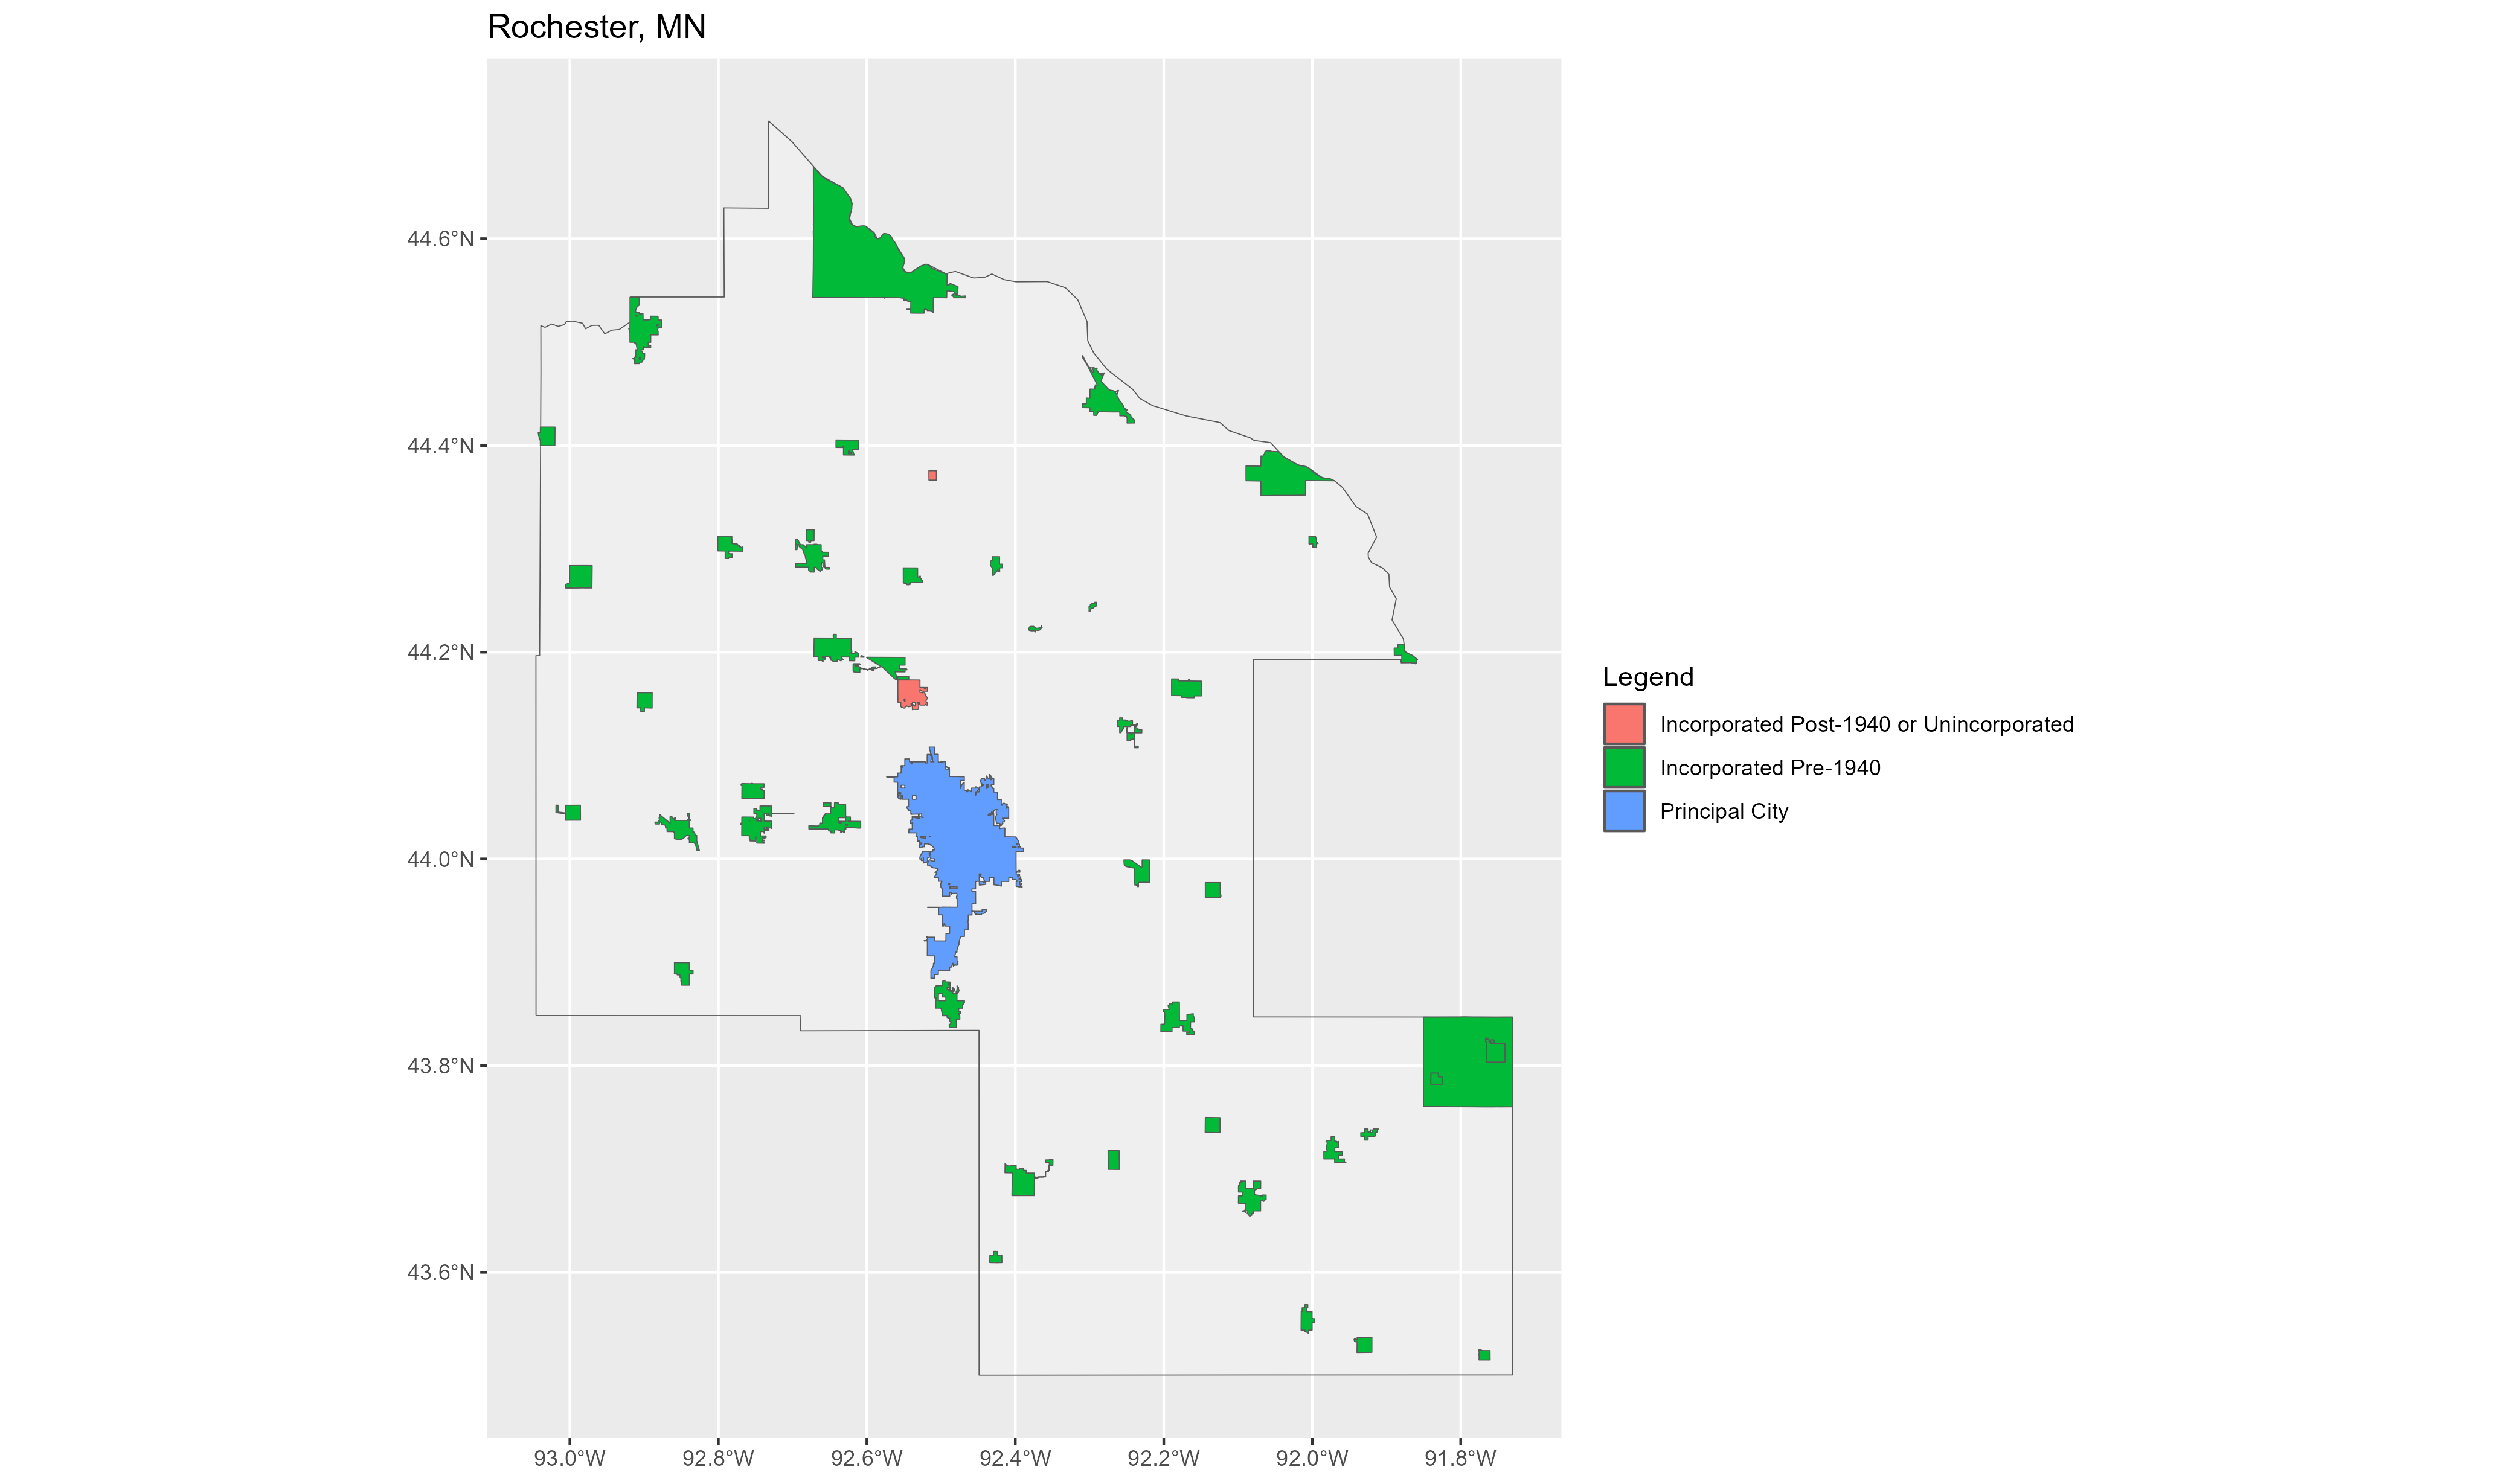 Rochester, MN
44.6°N
44.4°N
44.2°N
44.0°N
43.8°N
43.6°N
93.0°W
92.8°W
92.6°W
92.4°W
92.2°W
92.0°W
91.8°W
Legend
Incorporated Post-1940 or Unincorporated
Incorporated Pre-1940
Principal City